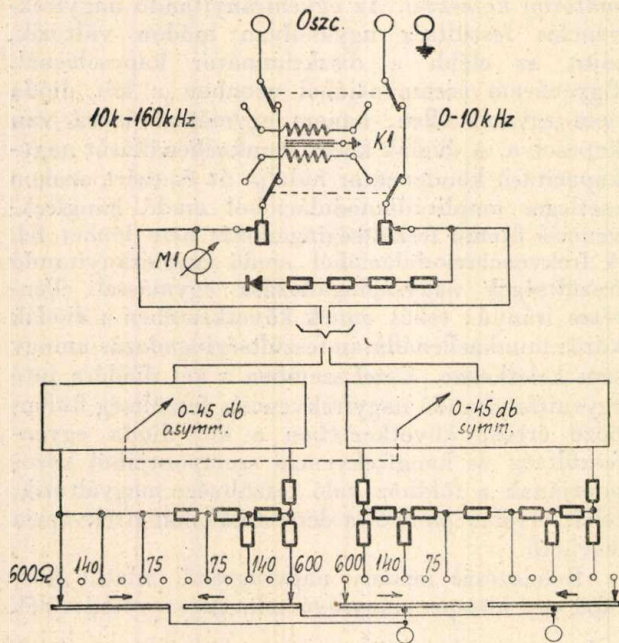 Oszc.
10k-160kHz
K1
0-10kHz
M1
0-45 db
asymm.
0-45 db
symm.
600Ω 140 75 75 140 600 600 140 75